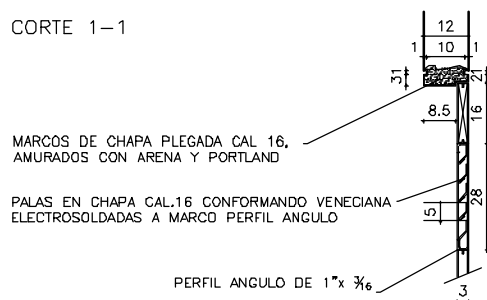 CORTE 1-1
12
1 10 1
31
21
8.5
16
MARCOS DE CHAPA PLEGADA CAL 16.
AMURADOS CON ARENA Y PORTLAND
PALAS EN CHAPA CAL.16 CONFORMANDO VENECIANA
ELECTROSOLDADAS A MARCO PERFIL ANGULO
5
28
PERFIL ANGULO DE 1"x 3/16
3